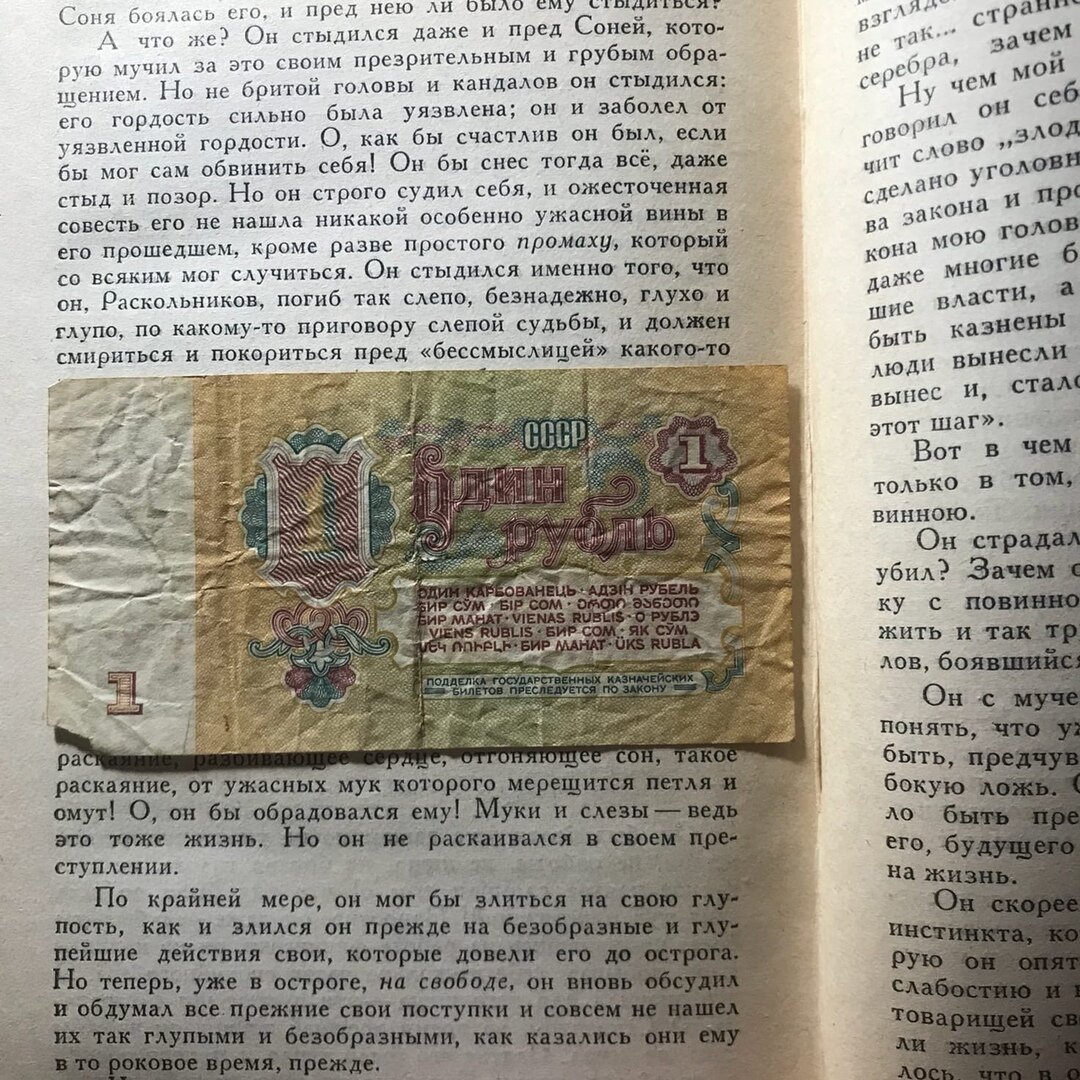 Соня боялась его, и пред нею ли было ему стыдиться?
А что же? Он стыдился даже и пред Соней, кото-
рую мучил за это своим презрительным и грубым обра-
щением. Но не бритой головы и кандалов он стыдился:
его гордость сильно была уязвлена; он и заболел от
уязвленной гордости. О, как бы счастлив он был, если
бы мог сам обвинить себя! Он бы снес тогда всё, даже
стыд и позор. Но он строго судил себя, и ожесточенная
совесть его не нашла никакой особенно ужасной вины в
его прошедшем, кроме разве простого промаху, который
со всяким мог случиться. Он стыдился именно того, что
он, Раскольников, погиб так слепо, безнадежно, глухо и
глупо, по какому-то приговору слепой судьбы, и должен
смириться и покориться пред «бессмыслицей» какого-то
СССР
1
1
Один
рубль
ОДИН КАРБОВАНЕЦЬ · АДЗІН РУБЕЛЬ
БИР СЎМ · БІР СОМ · ᲔᲠᲗᲘ ᲛᲐᲜᲔᲗᲘ
БИР МАНАТ · VIENAS RUBLIS · О РУБЛЭ
VIENS RUBLIS · БИР СОМ · ЯК СЎМ
ՄԵԿ ՌՈՒԲԼԻ · БИР МАНАТ · ÜKS RUBLA
ПОДДЕЛКА ГОСУДАРСТВЕННЫХ КАЗНАЧЕЙСКИХ
БИЛЕТОВ ПРЕСЛЕДУЕТСЯ ПО ЗАКОНУ
1
раскаяние, разбивающее сердце, отгоняющее сон, такое
раскаяние, от ужасных мук которого мерещится петля и
омут! О, он бы обрадовался ему! Муки и слезы — ведь
это тоже жизнь. Но он не раскаивался в своем пре-
ступлении.
По крайней мере, он мог бы злиться на свою глу-
пость, как и злился он прежде на безобразные и глу-
пейшие действия свои, которые довели его до острога.
Но теперь, уже в остроге, на свободе, он вновь обсудил
и обдумал все прежние свои поступки и совсем не нашел
их так глупыми и безобразными, как казались они ему
в то роковое время, прежде.
не так... странн
серебра, зачем
Ну чем мой
говорил он себ
чит слово „злод
сделано уголовн
ва закона и про
кона мою голов
даже многие б
шие власти, а
быть казнены
люди вынесли
вынес и, стало
этот шаг».
Вот в чем
только в том,
винною.
Он страдал
убил? Зачем о
ку с повинно
жить и так тр
лов, боявшийся
Он с муче
понять, что уж
быть, предчув
бокую ложь. О
ло быть пре
его, будущего
на жизнь.
Он скорее
инстинкта, ко
рую он опят
слабостию и н
товарищей св
ли жизнь, к
лось, что в о